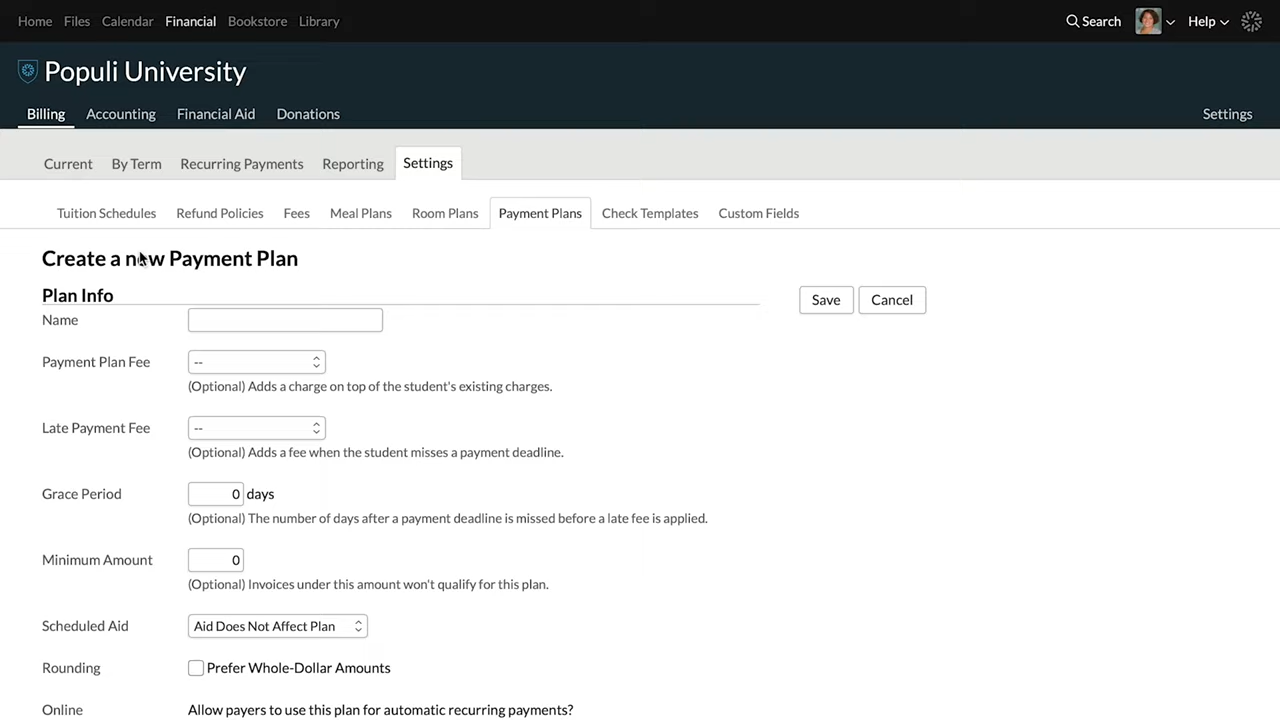 Home Files Calendar Financial Bookstore Library Search Help
Populi University
Billing Accounting Financial Aid Donations Settings
Current By Term Recurring Payments Reporting Settings
Tuition Schedules Refund Policies Fees Meal Plans Room Plans Payment Plans Check Templates Custom Fields
Create a new Payment Plan
Plan Info
Save Cancel
Name
Payment Plan Fee --
(Optional) Adds a charge on top of the student's existing charges.
Late Payment Fee --
(Optional) Adds a fee when the student misses a payment deadline.
Grace Period 0 days
(Optional) The number of days after a payment deadline is missed before a late fee is applied.
Minimum Amount 0
(Optional) Invoices under this amount won't qualify for this plan.
Scheduled Aid Aid Does Not Affect Plan
Rounding Prefer Whole-Dollar Amounts
Online Allow payers to use this plan for automatic recurring payments?